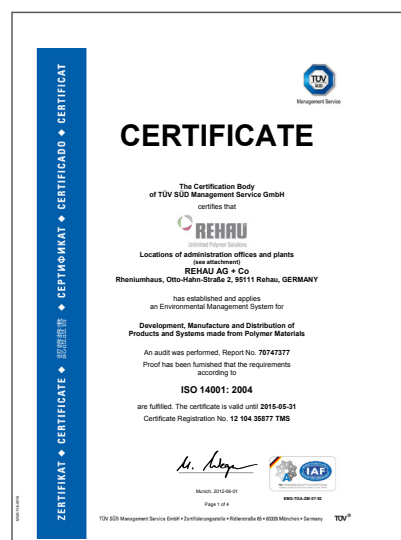 ZERTIFIKAT ◆ CERTIFICATE ◆ 認證證書 ◆ СЕРТИФИКАТ ◆ CERTIFICADO ◆ CERTIFICAT
TÜV
SÜD
Management Service
CERTIFICATE
The Certification Body
of TÜV SÜD Management Service GmbH
certifies that
REHAU
Unlimited Polymer Solutions
Locations of administration offices and plants
(see attachment)
REHAU AG + Co
Rheniumhaus, Otto-Hahn-Straße 2, 95111 Rehau, GERMANY
has established and applies
an Environmental Management System for
Development, Manufacture and Distribution of
Products and Systems made from Polymer Materials
An audit was performed, Report No. 70747377
Proof has been furnished that the requirements
according to
ISO 14001: 2004
are fulfilled. The certificate is valid until 2015-05-31
Certificate Registration No. 12 104 35877 TMS
Munich, 2012-06-01
Page 1 of 4
IAF
EMS-TGA-ZM-07-92
TÜV SÜD Management Service GmbH • Zertifizierungsstelle • Ridlerstraße 65 • 80339 München • Germany
TÜV®